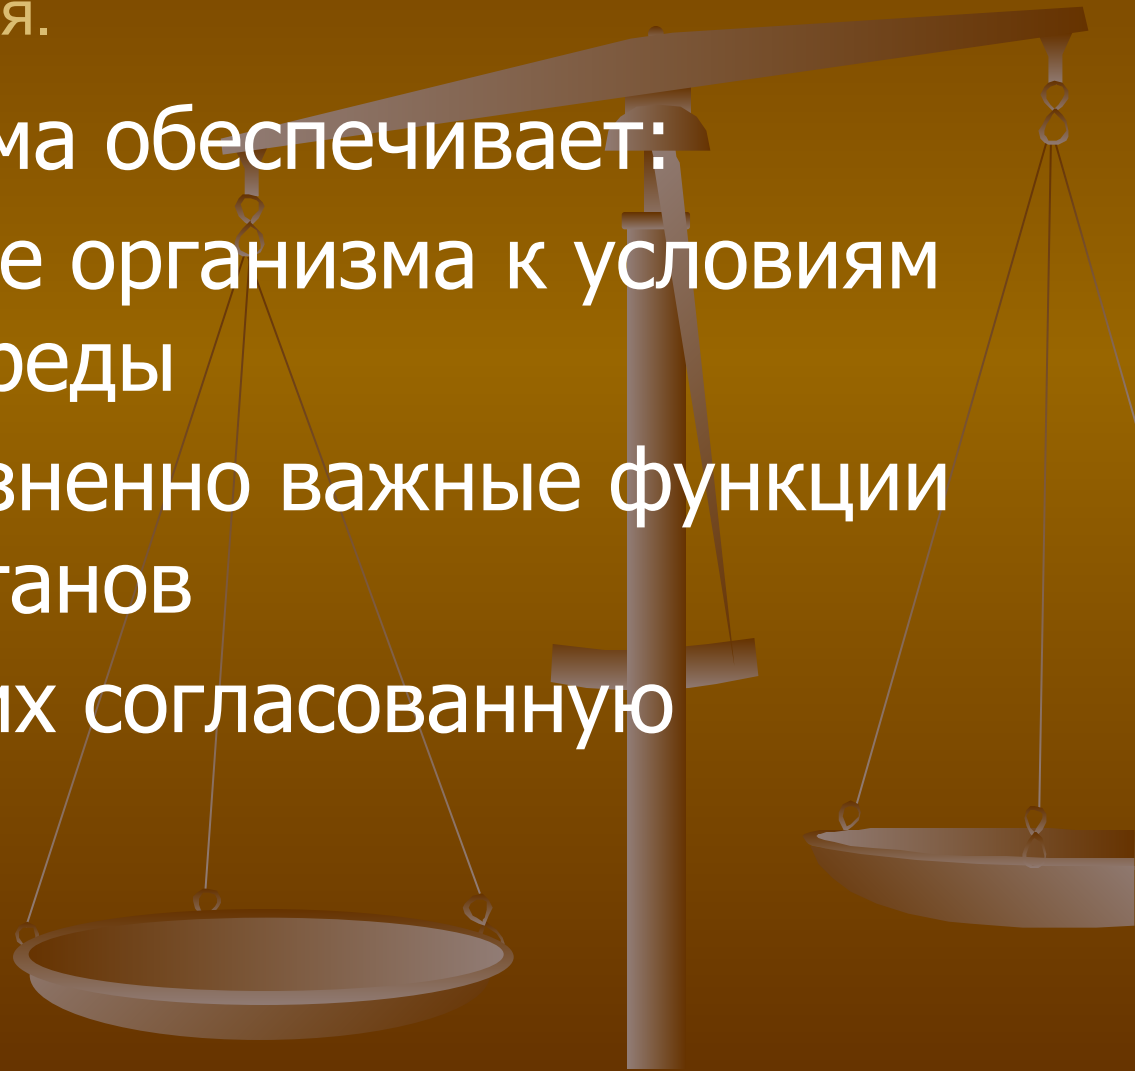 я.
ма обеспечивает:
е организма к условиям
реды
зненно важные функции
ганов
их согласованную